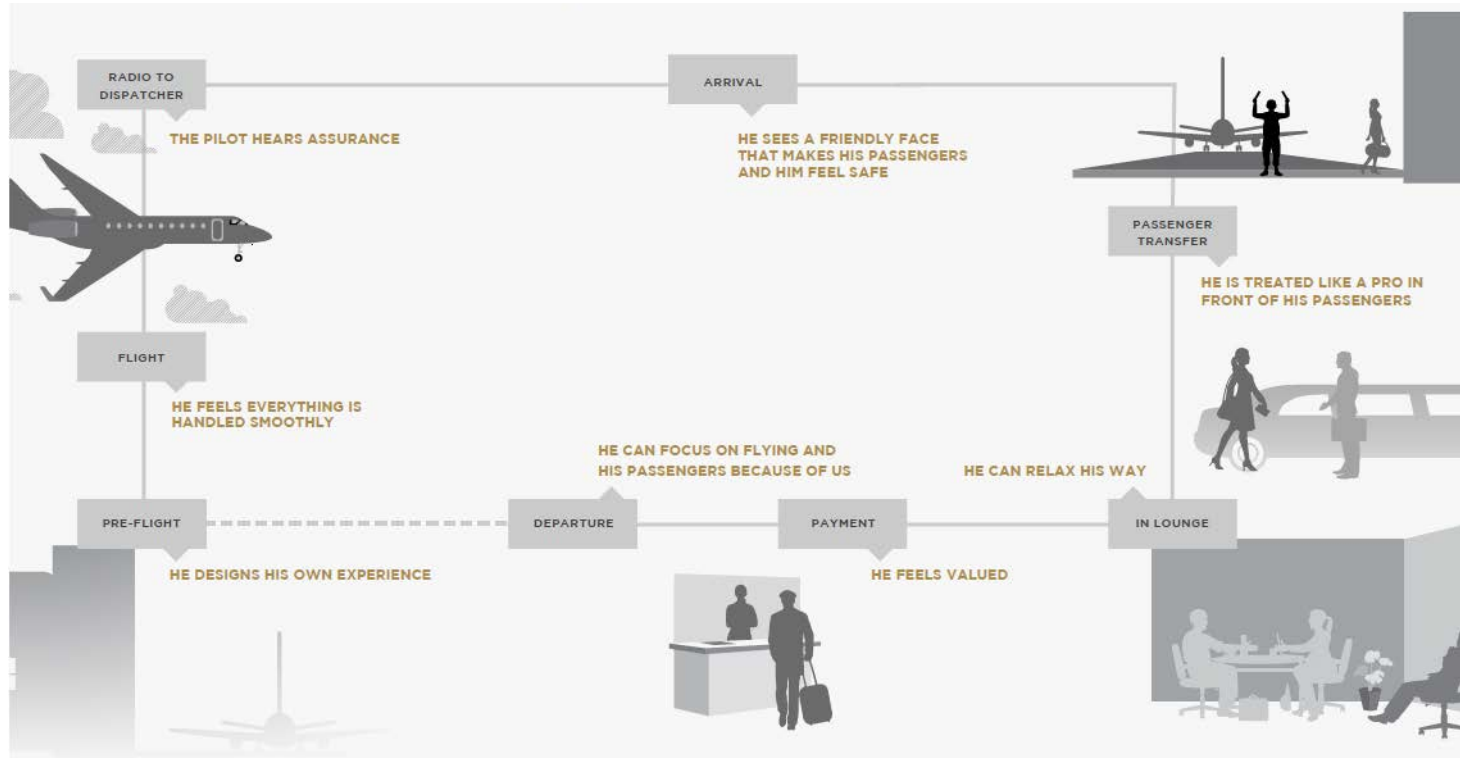 RADIO TO
DISPATCHER
THE PILOT HEARS ASSURANCE
ARRIVAL
HE SEES A FRIENDLY FACE
THAT MAKES HIS PASSENGERS
AND HIM FEEL SAFE
PASSENGER
TRANSFER
HE IS TREATED LIKE A PRO IN
FRONT OF HIS PASSENGERS
FLIGHT
HE FEELS EVERYTHING IS
HANDLED SMOOTHLY
HE CAN FOCUS ON FLYING AND
HIS PASSENGERS BECAUSE OF US
HE CAN RELAX HIS WAY
PRE-FLIGHT
DEPARTURE
PAYMENT
IN LOUNGE
HE DESIGNS HIS OWN EXPERIENCE
HE FEELS VALUED